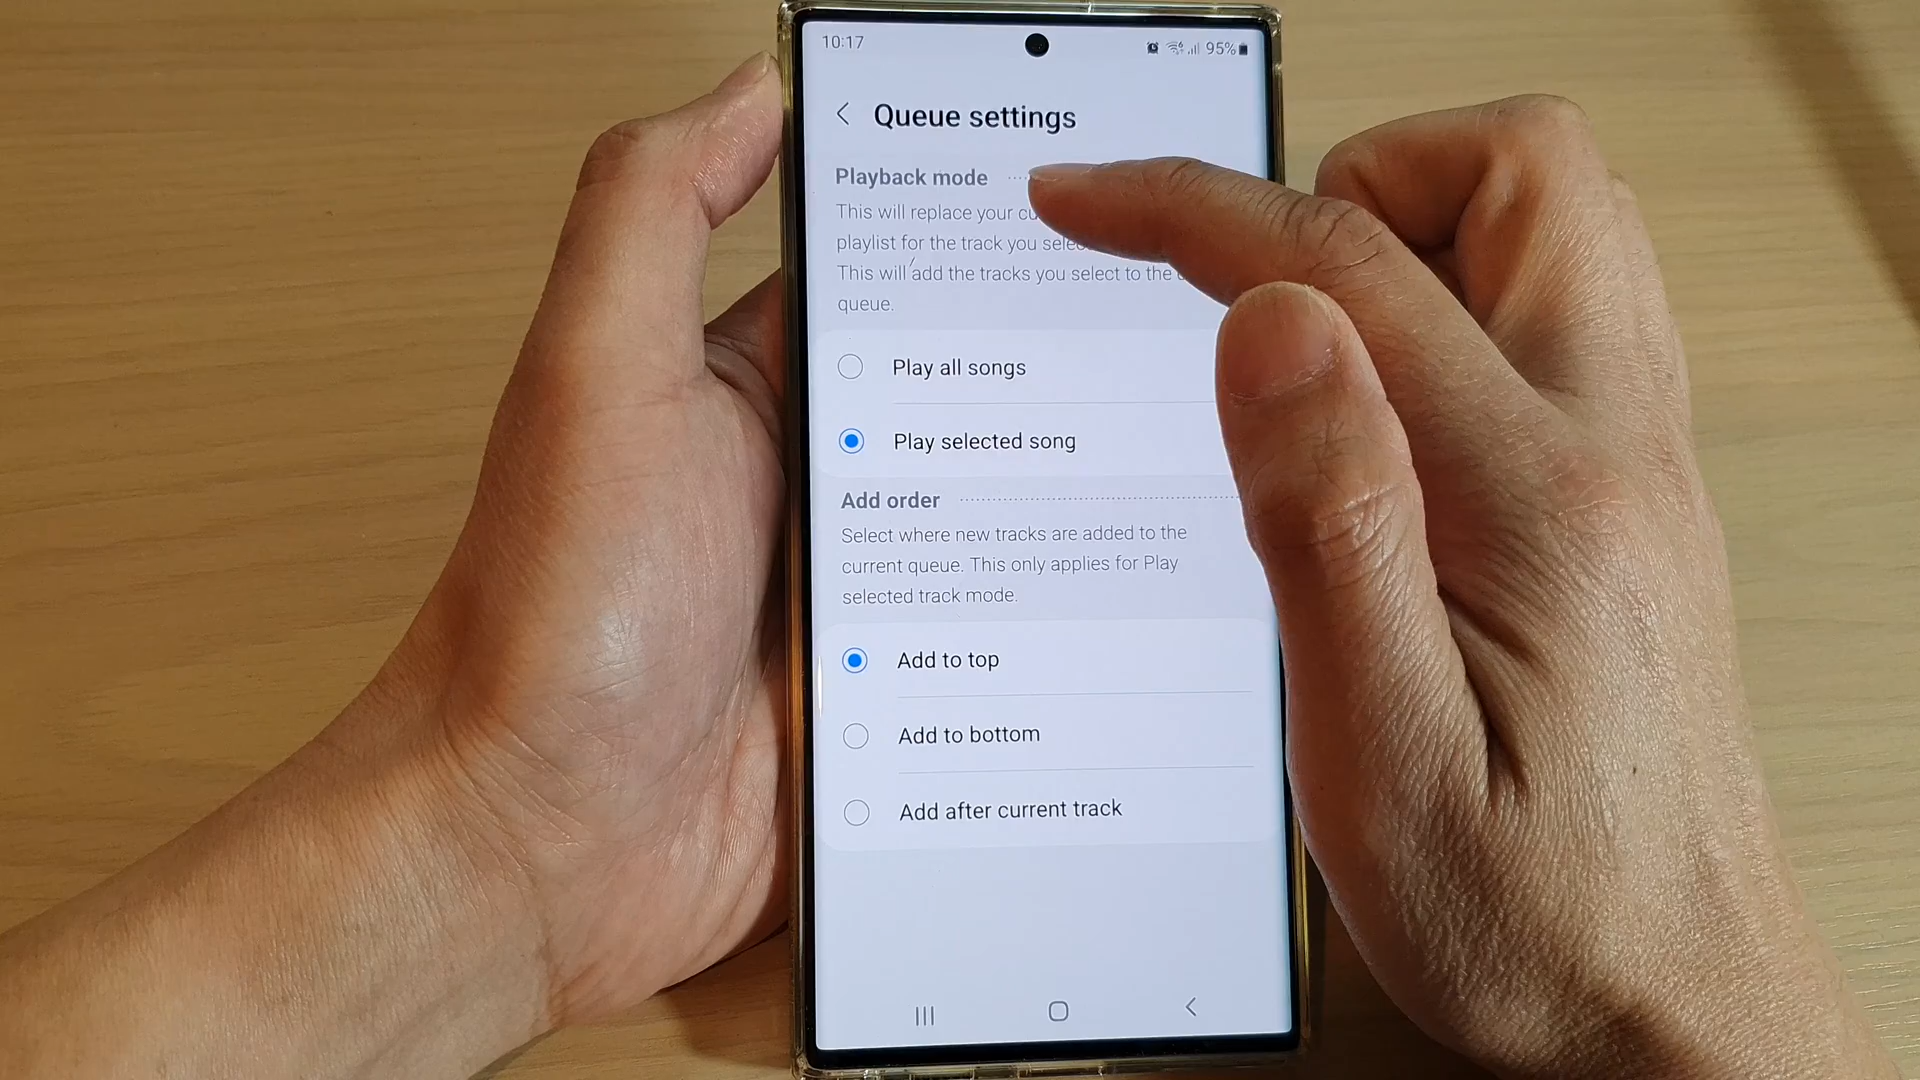 10:17
95%
Queue settings
Playback mode
This will replace your
playlist for the track you
This will add the tracks you select to the
queue.
Play all songs
Play selected song
Add order
Select where new tracks are added to the
current queue. This only applies for Play
selected track mode.
Add to top
Add to bottom
Add after current track